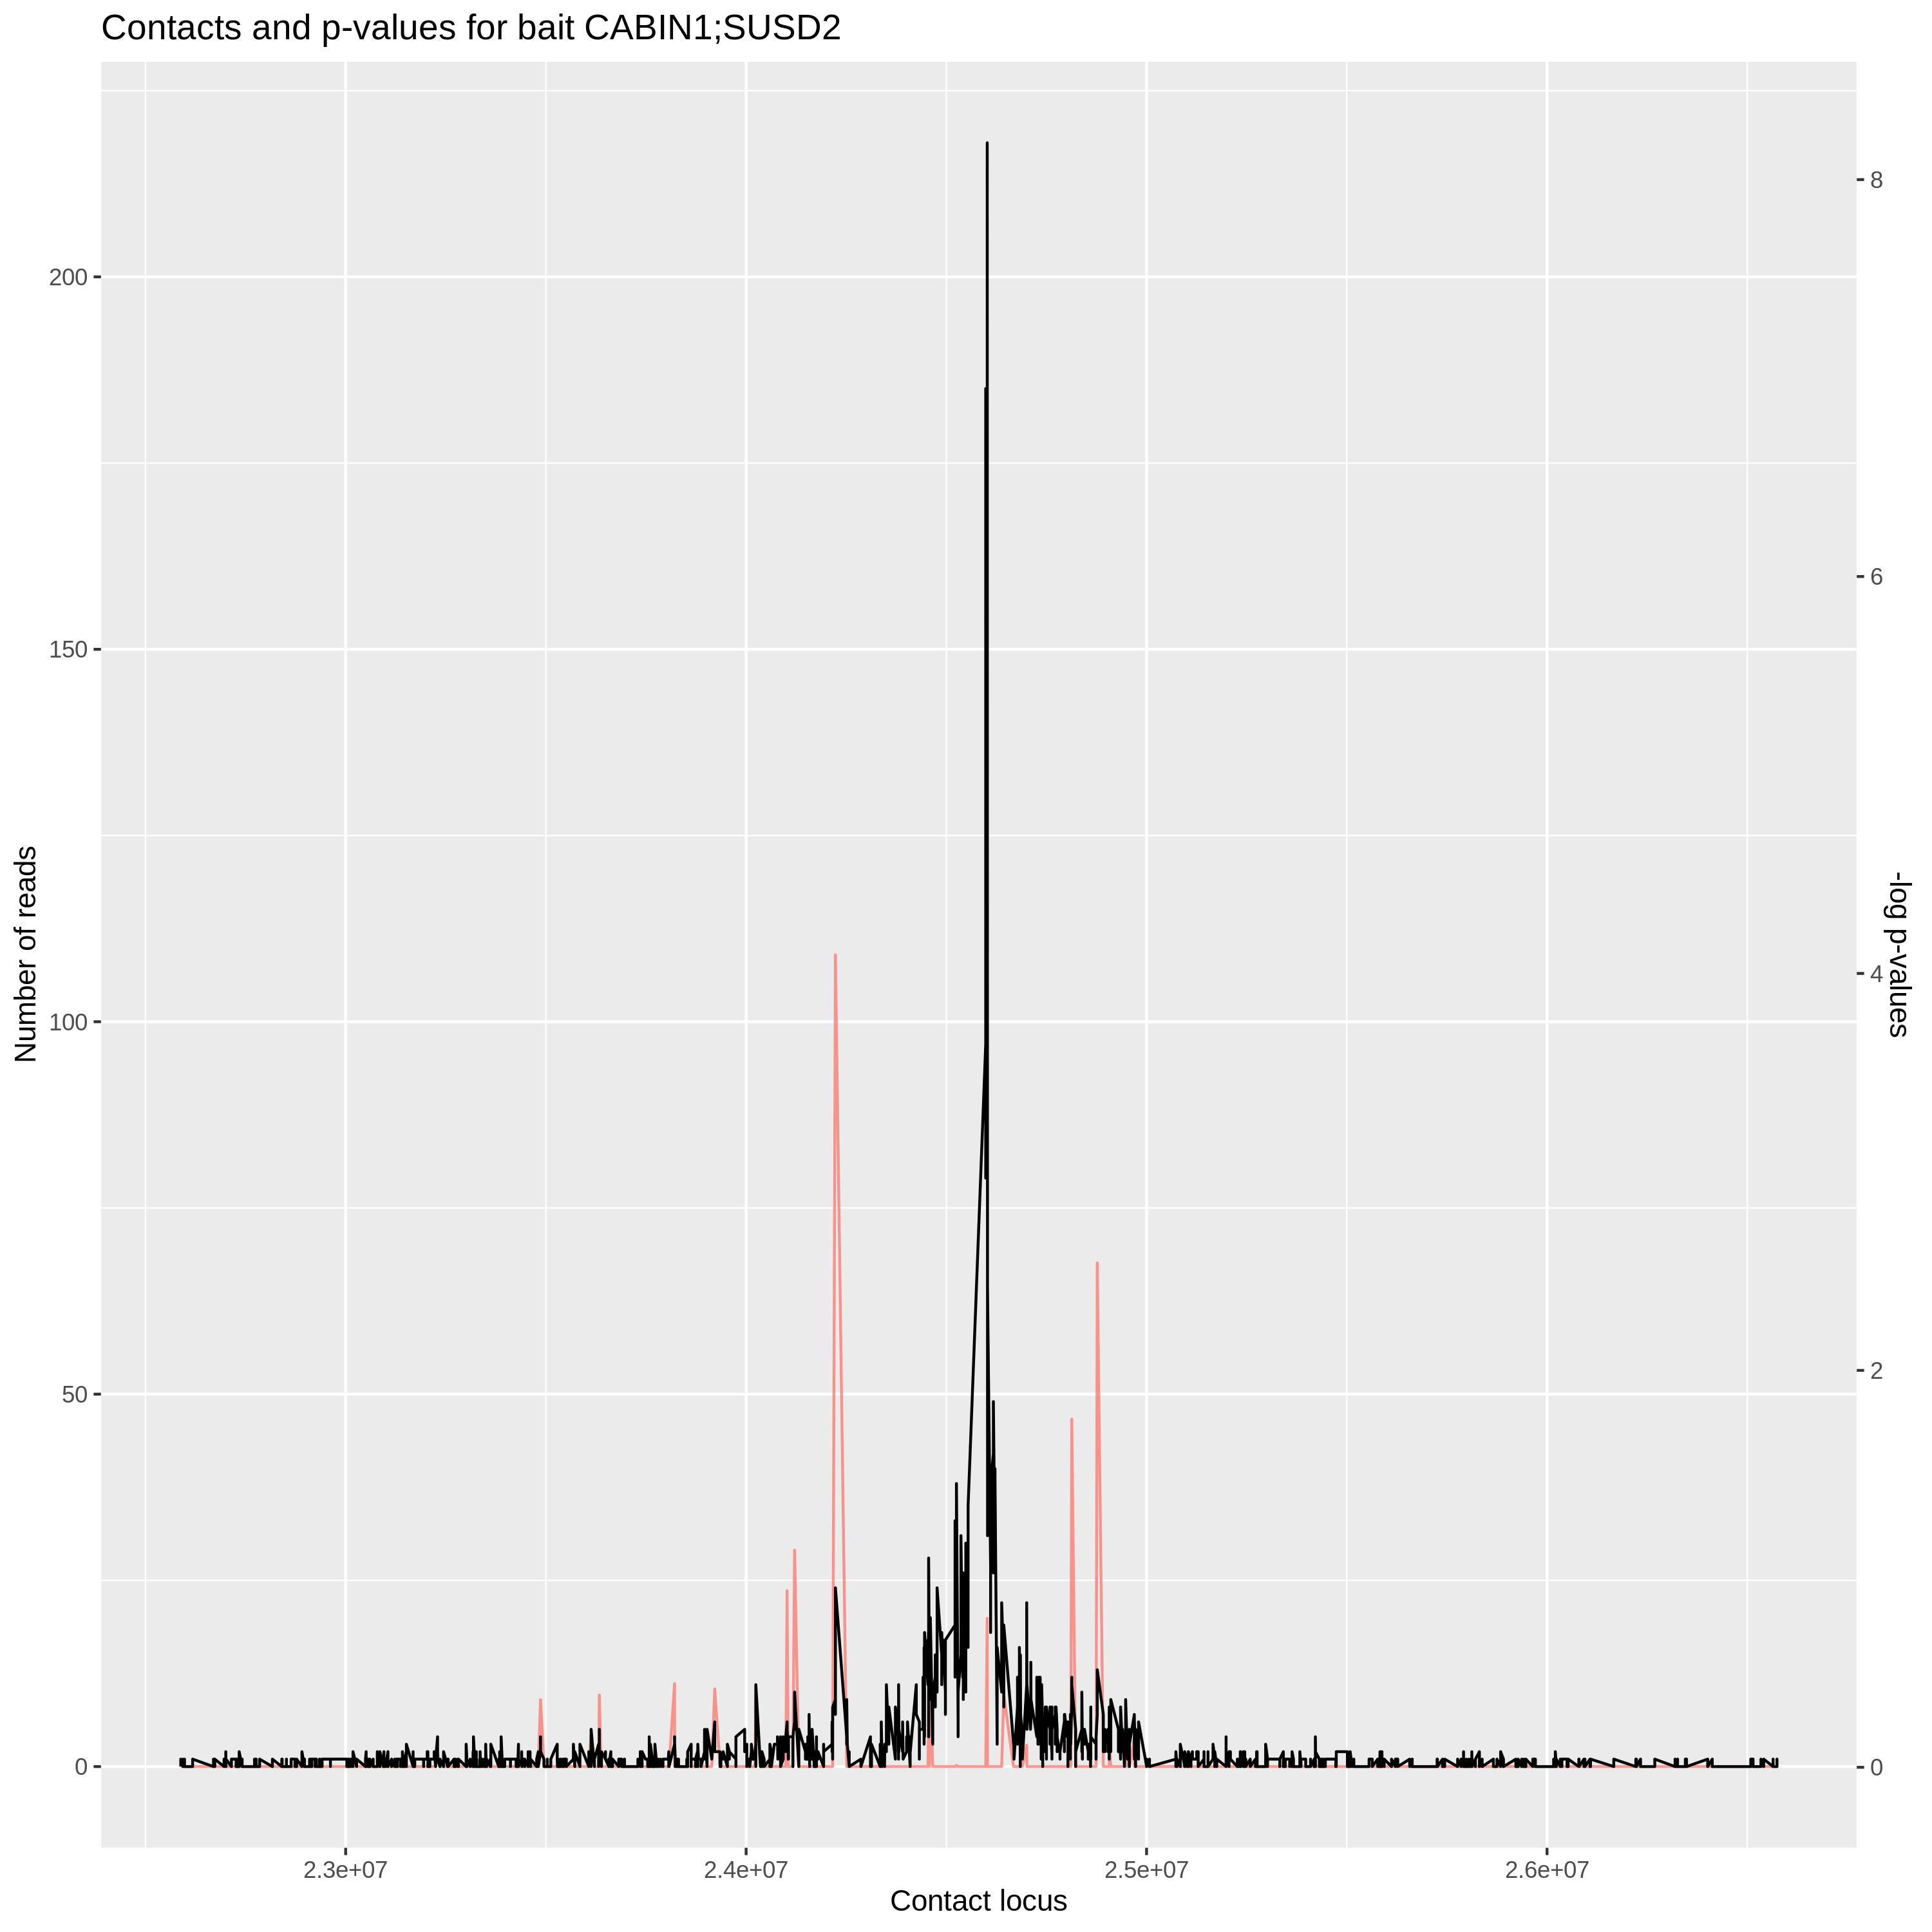 Contacts and p-values for bait CABIN1;SUSD2
Number of reads
200
150
100
50
0
8
6
4
2
0
-log p-values
2.3e+07
2.4e+07
2.5e+07
2.6e+07
Contact locus